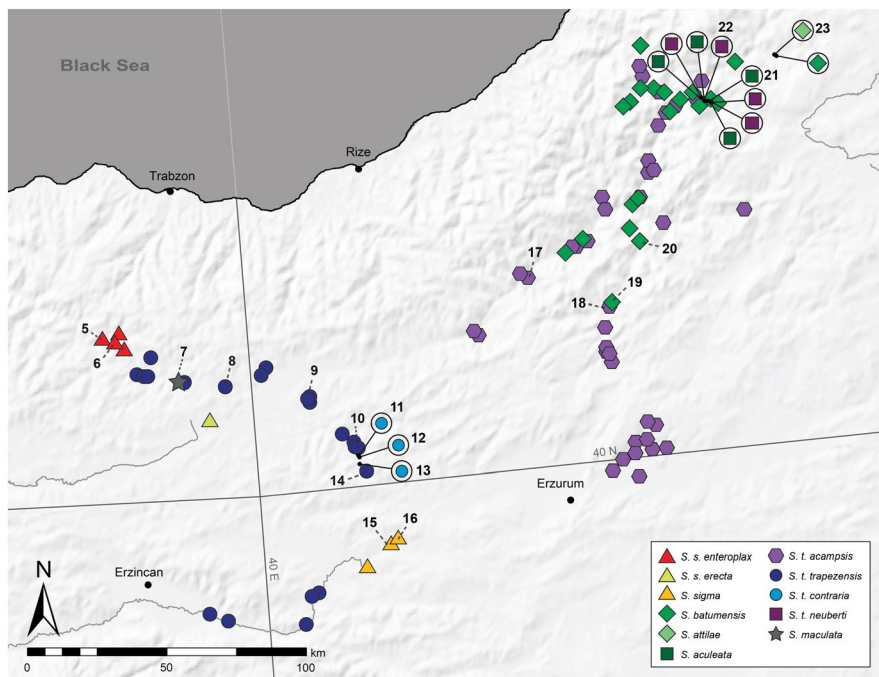 22
23
Black Sea
21
Rize
Trabzon
17
20
19
18
5
6
7
8
9
10
11
12
13
14
40 N
Erzurum
15
16
40 E
N
Erzincan
0
50
100
km
S. s. enteroplax
S. s. erecta
S. sigma
S. batumensis
S. attilae
S. aculeata
S. t. acampsis
S. t. trapezensis
S. t. contraria
S. t. neuberti
S. maculata